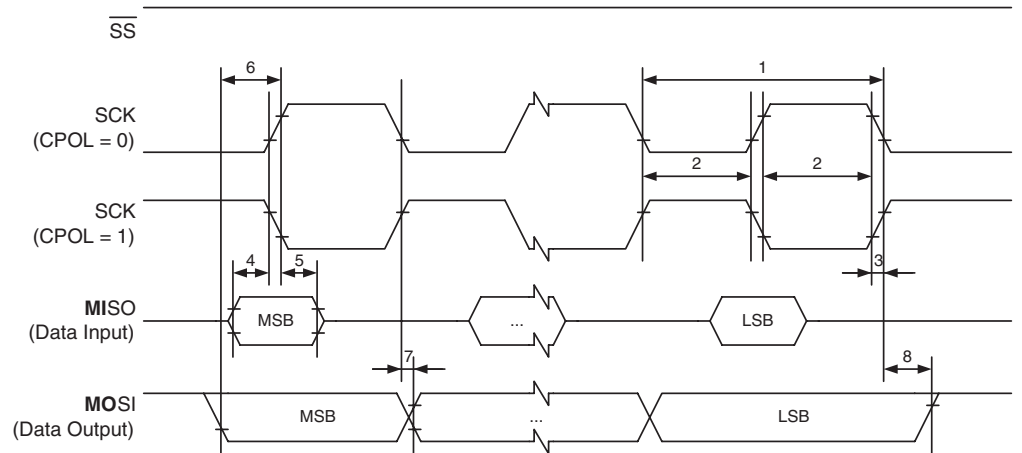 SS
6
1
SCK
(CPOL = 0)
2
2
SCK
(CPOL = 1)
4
5
3
MISO
(Data Input)
MSB
...
LSB
7
8
MOSI
(Data Output)
MSB
...
LSB